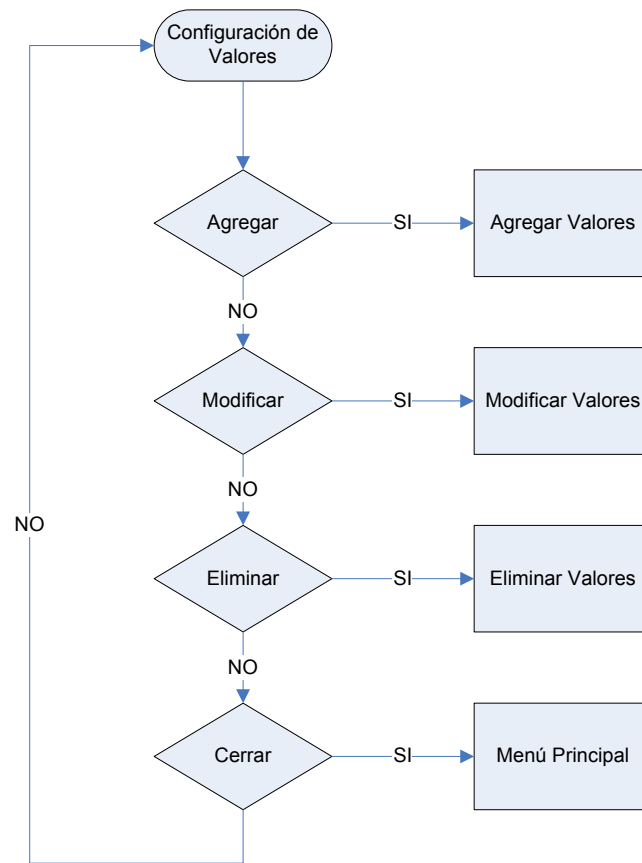 Configuración de
Valores
Agregar
SI
Agregar Valores
NO
Modificar
SI
Modificar Valores
NO
Eliminar
SI
Eliminar Valores
NO
Cerrar
SI
Menú Principal
NO